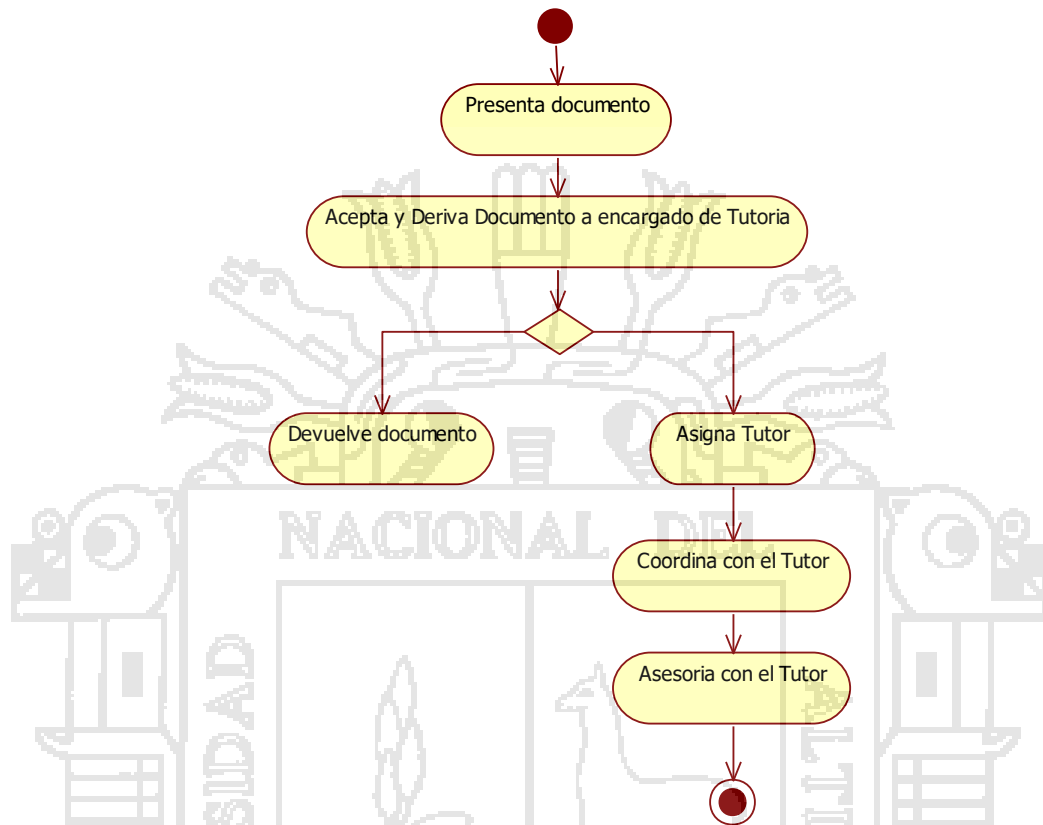 Presenta documento
Acepta y Deriva Documento a encargado de Tutoria
Devuelve documento
Asigna Tutor
NACIONAL DEL
Coordina con el Tutor
Asesoria con el Tutor
SIDAD